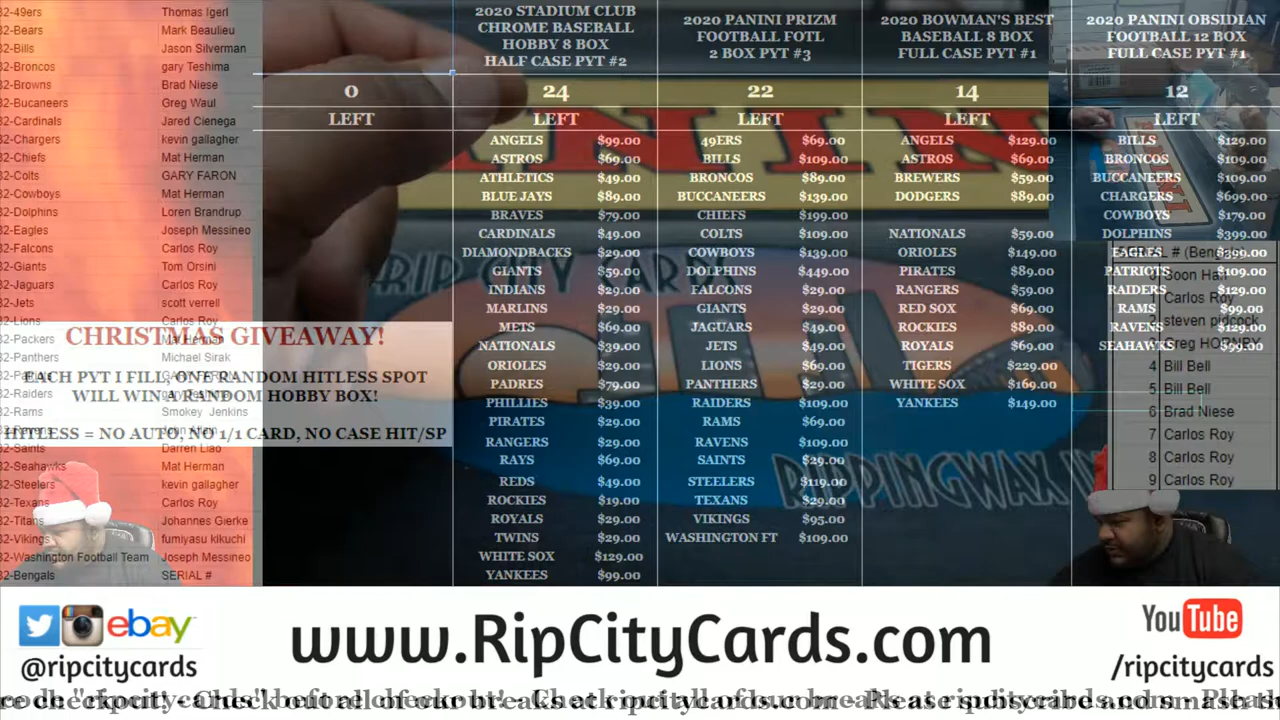 32-49ers Thomas Igerl
32-Bears Mark Beaulieu
32-Bills Jason Silverman
32-Broncos gary Teshima
32-Browns Brad Niese
32-Bucaneers Greg Waul
32-Cardinals Jared Cienega
32-Chargers kevin gallagher
32-Chiefs Mat Herman
32-Colts GARY FARON
32-Cowboys Mat Herman
32-Dolphins Loren Brandrup
32-Eagles Joseph Messineo
32-Falcons Carlos Roy
32-Giants Tom Orsini
32-Jaguars Carlos Roy
32-Jets scott verrell
32-Lions Carlos Roy
32-Packers Mat Herman
32-Panthers Michael Sirak
32-Raiders
32-Rams Smokey Jenkins
32-Saints Darren Liao
32-Seahawks Mat Herman
32-Steelers kevin gallagher
32-Texans Carlos Roy
32-Titans Johannes Gierke
32-Vikings fumiyasu kikuchi
32-Washington Football Team Joseph Messineo
32-Bengals SERIAL #
CHRISTMAS GIVEAWAY!
EACH PYT I FILL, ONE RANDOM HITLESS SPOT
WILL WIN A RANDOM HOBBY BOX!
HITLESS = NO AUTO, NO 1/1 CARD, NO CASE HIT/SP
0
LEFT
2020 STADIUM CLUB
CHROME BASEBALL
HOBBY 8 BOX
HALF CASE PYT #2
24
LEFT
ANGELS $99.00
ASTROS $69.00
ATHLETICS $49.00
BLUE JAYS $89.00
BRAVES $79.00
CARDINALS $49.00
DIAMONDBACKS $29.00
GIANTS $59.00
INDIANS $29.00
MARLINS $29.00
METS $69.00
NATIONALS $39.00
ORIOLES $29.00
PADRES $79.00
PHILLIES $39.00
PIRATES $29.00
RANGERS $29.00
RAYS $69.00
REDS $49.00
ROCKIES $19.00
ROYALS $29.00
TWINS $29.00
WHITE SOX $129.00
YANKEES $99.00
2020 PANINI PRIZM
FOOTBALL FOTL
2 BOX PYT #3
22
LEFT
49ERS $69.00
BILLS $109.00
BRONCOS $89.00
BUCCANEERS $139.00
CHIEFS $199.00
COLTS $109.00
COWBOYS $139.00
DOLPHINS $449.00
FALCONS $29.00
GIANTS $29.00
JAGUARS $49.00
JETS $49.00
LIONS $69.00
PANTHERS $29.00
RAIDERS $109.00
RAMS $69.00
RAVENS $109.00
SAINTS $29.00
STEELERS $119.00
TEXANS $29.00
VIKINGS $95.00
WASHINGTON FT $109.00
2020 BOWMAN'S BEST
BASEBALL 8 BOX
FULL CASE PYT #1
14
LEFT
ANGELS $129.00
ASTROS $69.00
BREWERS $59.00
DODGERS $89.00
NATIONALS $59.00
ORIOLES $149.00
PIRATES $89.00
RANGERS $59.00
RED SOX $69.00
ROCKIES $89.00
ROYALS $69.00
TIGERS $229.00
WHITE SOX $169.00
YANKEES $149.00
2020 PANINI OBSIDIAN
FOOTBALL 12 BOX
FULL CASE PYT #1
12
LEFT
BILLS $129.00
BRONCOS $109.00
BUCCANEERS $109.00
CHARGERS $699.00
COWBOYS $179.00
DOLPHINS $399.00
EAGLES
PATRIOTS $109.00
RAIDERS $129.00
RAMS $99.00
RAVENS $129.00
SEAHAWKS $99.00
# (Bengals)
Carlos Roy
steven pidcock
Greg HORNBY
4 Bill Bell
5 Bill Bell
6 Brad Niese
7 Carlos Roy
8 Carlos Roy
9 Carlos Roy
PANINI
RIP CITY CARDS
RIPPINGWAX
ebay
@ripcitycards
www.RipCityCards.com
YouTube
/ripcitycards